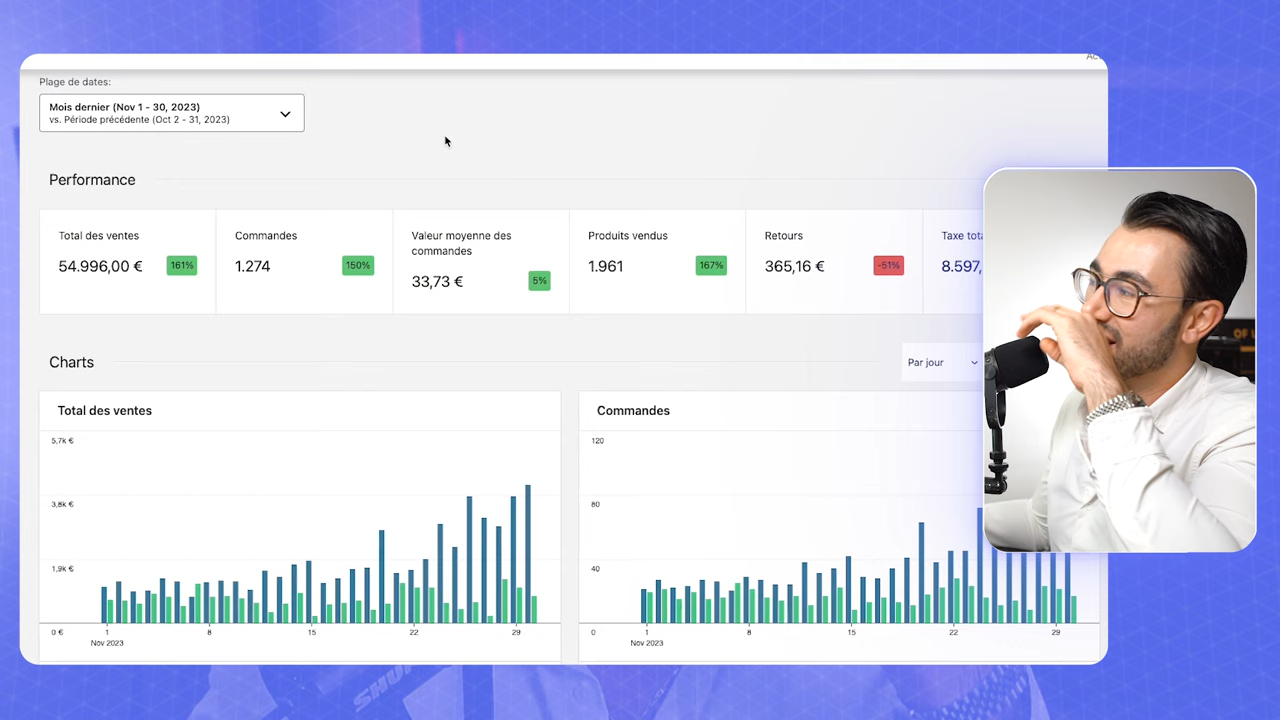 Plage de dates:
Mois dernier (Nov 1 - 30, 2023)
vs. Période précédente (Oct 2 - 31, 2023)
Performance
Total des ventes
54.996,00 €
161%
Commandes
1.274
150%
Valeur moyenne des
commandes
33,73 €
5%
Produits vendus
1.961
167%
Retours
365,16 €
-51%
Taxe tota
8.597,
Charts
Par jour
Total des ventes
5,7k €
3,8k €
1,9k €
0 €
1 8 15 22 29
Nov 2023
Commandes
120
80
40
0
1 8 15 22 29
Nov 2023
OF
SHU